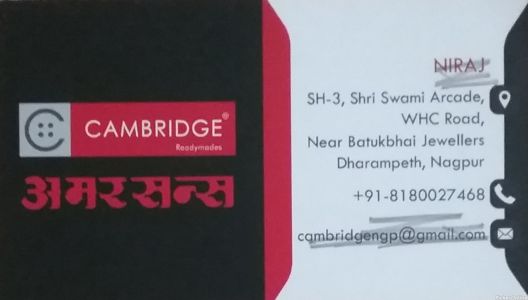 CAMBRIDGE®
Readymades
अमरसन्स
NIRAJ
SH-3, Shri Swami Arcade,
WHC Road,
Near Batukbhai Jewellers
Dharampeth, Nagpur
+91-8180027468
cambridgengp@gmail.com